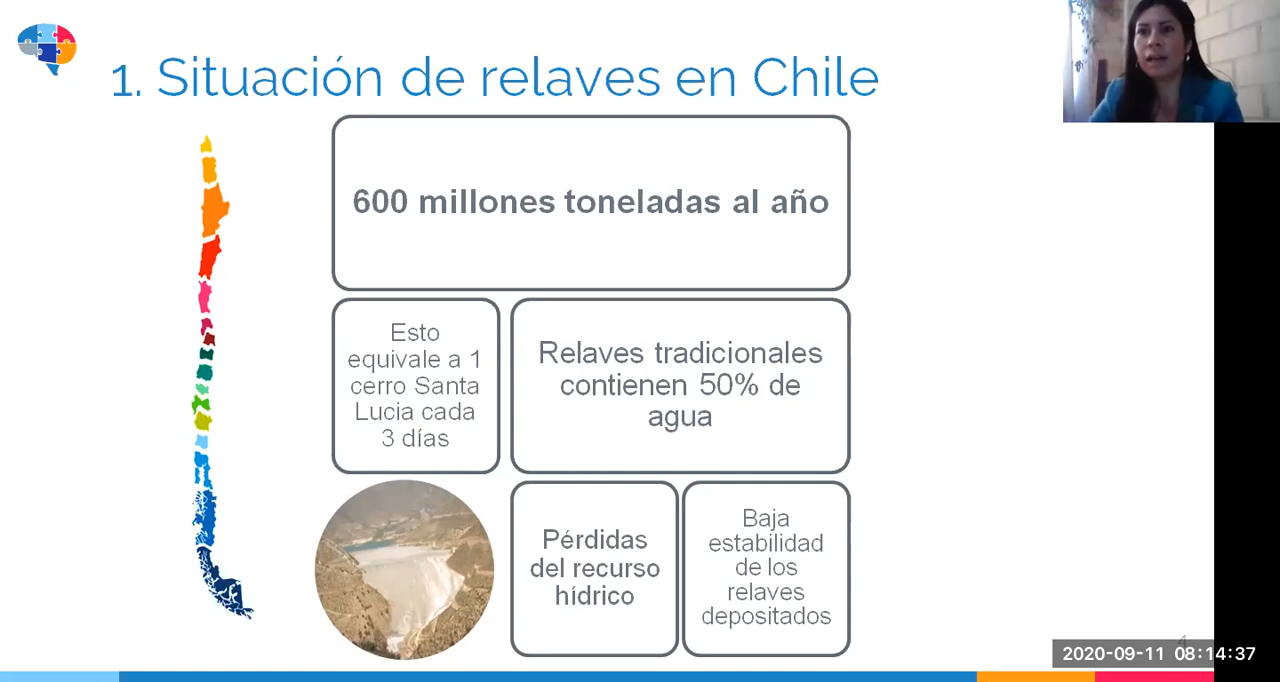 1. Situación de relaves en Chile
600 millones toneladas al año
Esto
equivale a 1
cerro Santa
Lucia cada
3 días
Relaves tradicionales
contienen 50% de
agua
Pérdidas
del recurso
hídrico
Baja
estabilidad
de los
relaves
depositados
4
2020-09-11 08:14:37